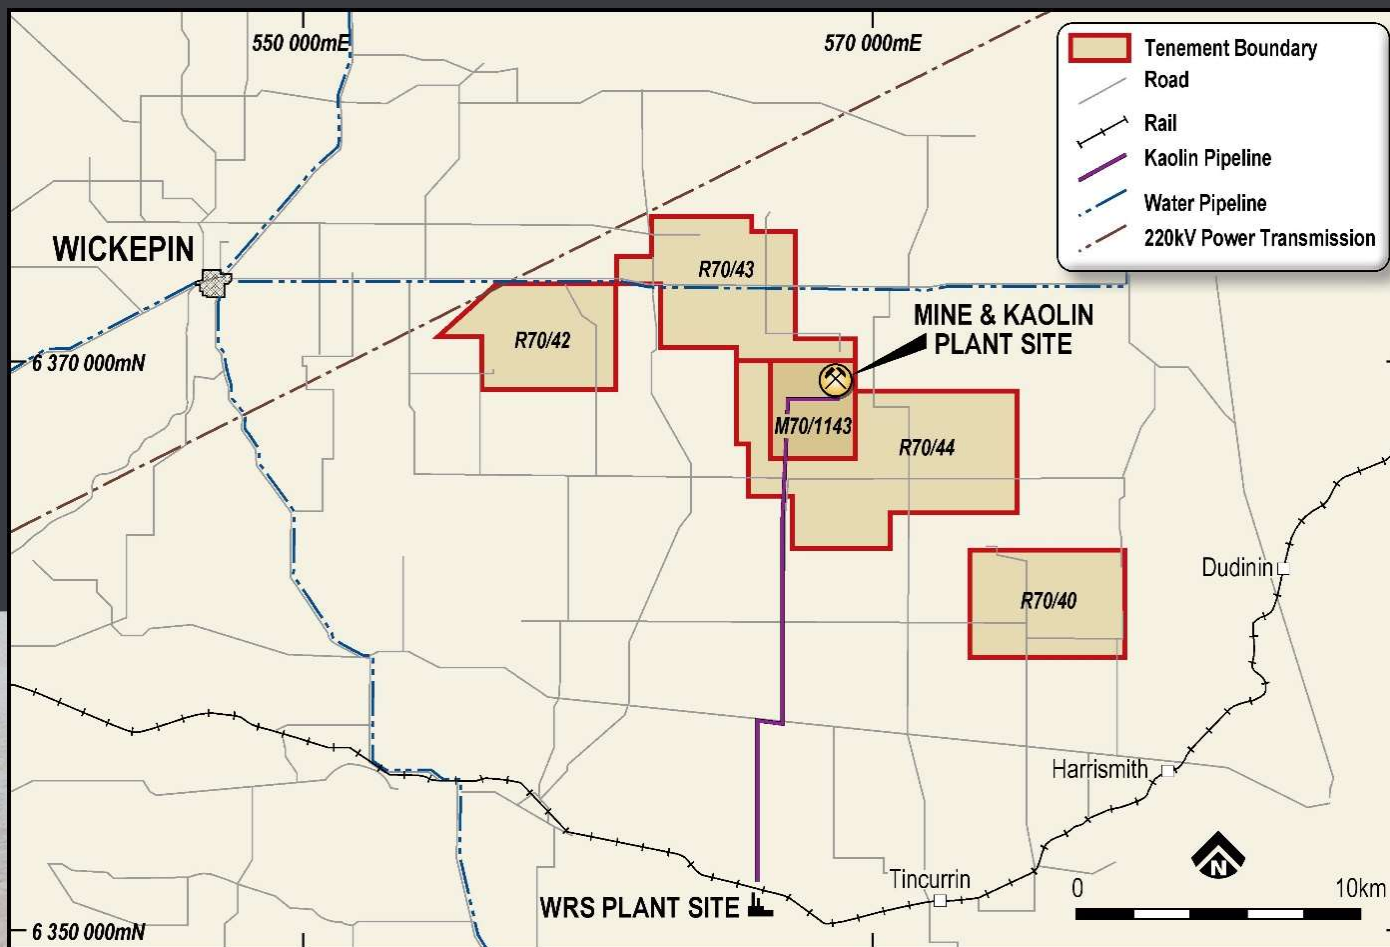 550 000mE
570 000mE
Tenement Boundary
Road
Rail
Kaolin Pipeline
Water Pipeline
220kV Power Transmission
WICKEPIN
R70/43
MINE & KAOLIN
PLANT SITE
R70/42
6 370 000mN
M70/1143
R70/44
Dudinin
R70/40
Harrismith
N
Tincurrin
0
10km
WRS PLANT SITE
6 350 000mN